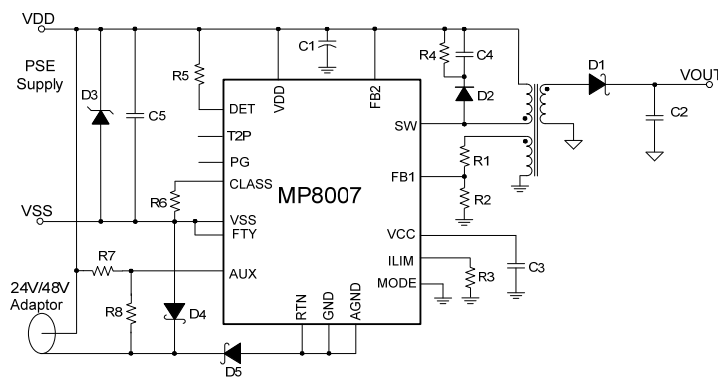 VDD
PSE
Supply
D3
C5
R5
C1
R4
C4
D2
D1
VOUT
C2
DET
VDD
FB2
T2P
PG
SW
R1
CLASS
MP8007
FB1
R2
R6
VSS
VSS
FTY
VCC
R7
AUX
ILIM
R3
C3
24V/48V
Adaptor
R8
D4
MODE
RTN
GND
AGND
D5